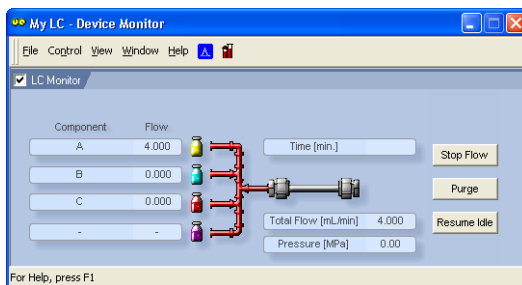 My LC - Device Monitor
File Control View Window Help
LC Monitor
Component Flow
A 4.000 Time [min.]
Stop Flow
B 0.000
Purge
C 0.000
Total Flow [mL/min] 4.000 Resume Idle
- -
Pressure [MPa] 0.00
For Help, press F1